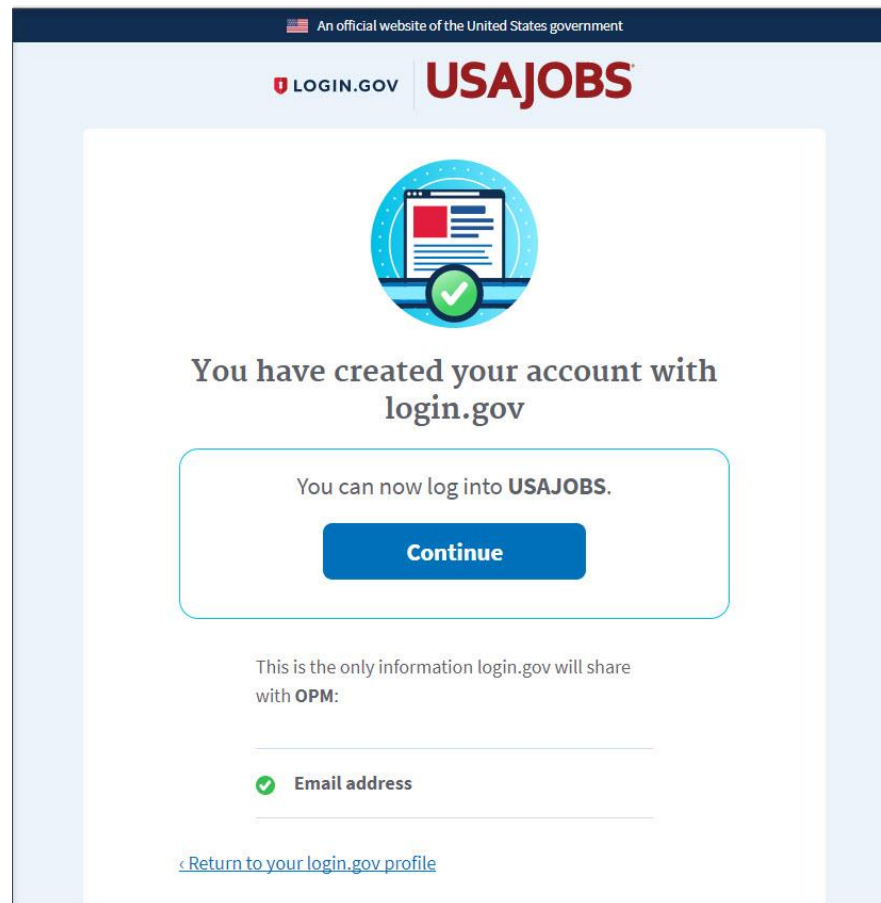 An official website of the United States government
LOGIN.GOV USAJOBS
You have created your account with
login.gov
You can now log into USAJOBS.
Continue
This is the only information login.gov will share
with OPM:
Email address
‹ Return to your login.gov profile